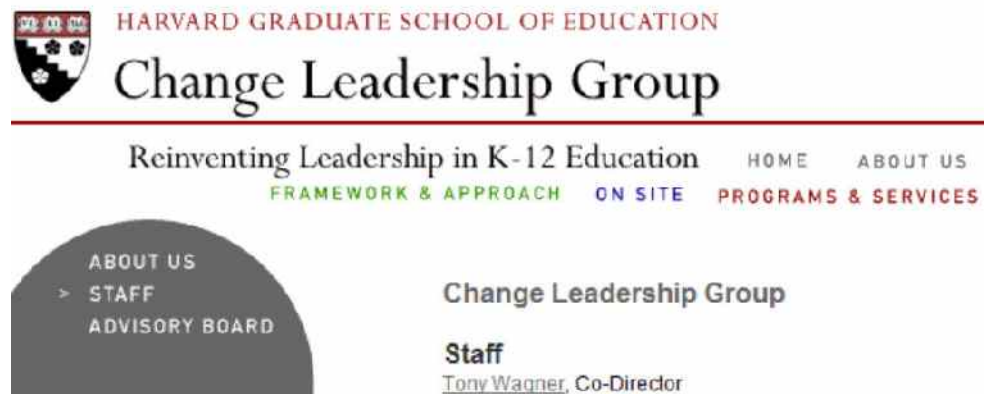 HARVARD GRADUATE SCHOOL OF EDUCATION
Change Leadership Group
Reinventing Leadership in K-12 Education HOME ABOUT US
FRAMEWORK & APPROACH ON SITE PROGRAMS & SERVICES
ABOUT US
> STAFF
ADVISORY BOARD
Change Leadership Group
Staff
Tony Wagner, Co-Director